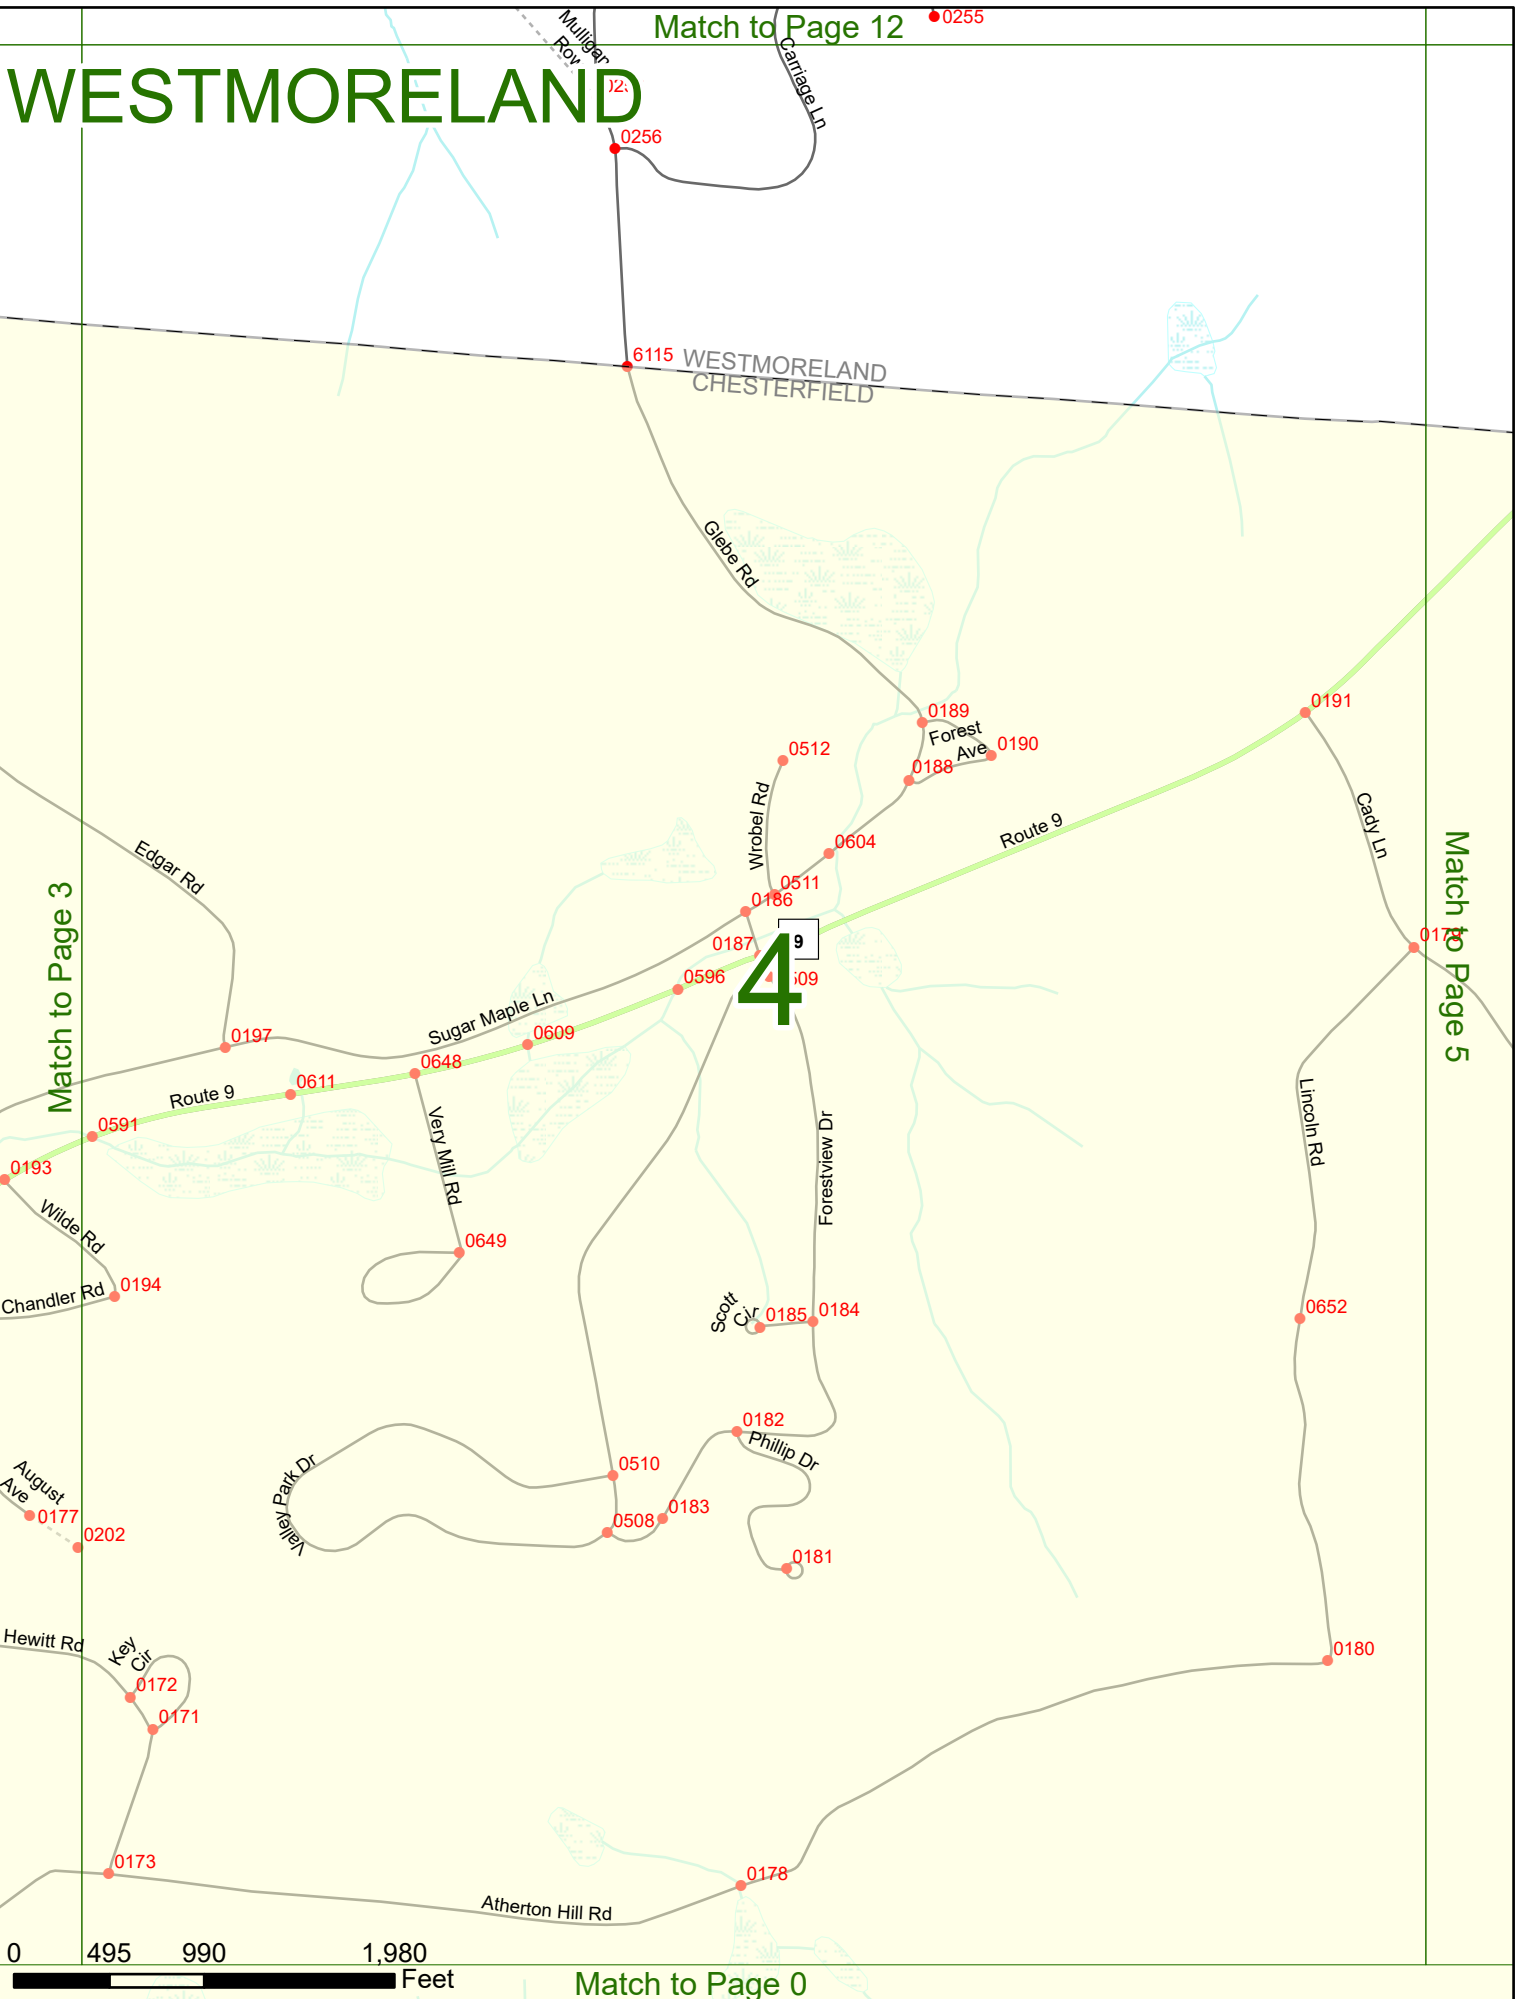 Match to Page 12
0255
Mulligan
Row
Carriage Ln
WESTMORELAND
0256
6115
WESTMORELAND
CHESTERFIELD
Glebe Rd
0189
0191
Forest
Ave
0190
0512
0188
Wrobel Rd
Route 9
Cady Ln
0604
Edgar Rd
0511
0186
Match to Page 3
Match to Page 5
0187
9
4
0596
Sugar Maple Ln
0197
0609
0648
0611
Route 9
0591
Very Mill Rd
Forestview Dr
Lincoln Rd
0193
Wilde Rd
0649
0194
Chandler Rd
Scott
Cir
0185
0184
0652
0182
Phillip Dr
Valley Park Dr
0510
August
Ave
0177
0183
0508
0202
0181
Hewitt Rd
Key
Cir
0180
0172
0171
0173
0178
Atherton Hill Rd
0 495 990 1,980
Feet
Match to Page 0